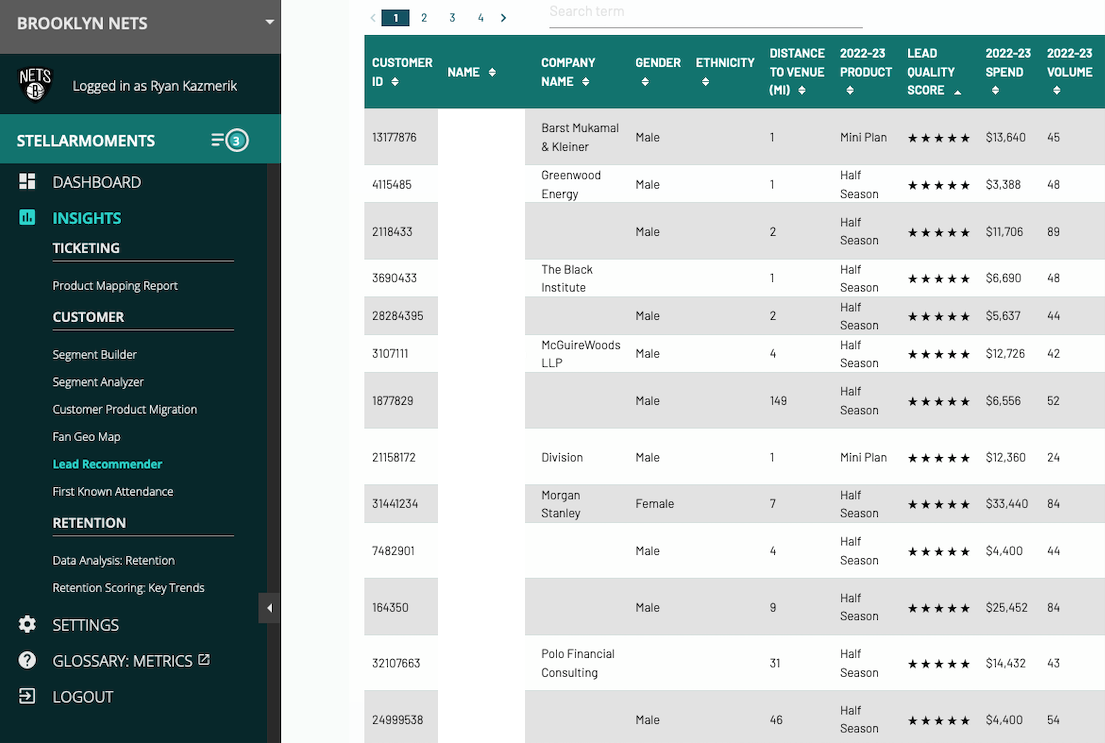 BROOKLYN NETS
NETS
B
Logged in as Ryan Kazmerik
STELLARMOMENTS
3
DASHBOARD
INSIGHTS
TICKETING
Product Mapping Report
CUSTOMER
Segment Builder
Segment Analyzer
Customer Product Migration
Fan Geo Map
Lead Recommender
First Known Attendance
RETENTION
Data Analysis: Retention
Retention Scoring: Key Trends
SETTINGS
GLOSSARY: METRICS
LOGOUT
1 2 3 4
Search term
CUSTOMER ID NAME COMPANY NAME GENDER ETHNICITY DISTANCE TO VENUE (MI) 2022-23 PRODUCT LEAD QUALITY SCORE 2022-23 SPEND 2022-23 VOLUME
13177876 Barst Mukamal & Kleiner Male 1 Mini Plan ★★★★★ $13,640 45
4115485 Greenwood Energy Male 1 Half Season ★★★★★ $3,388 48
2118433 Male 2 Half Season ★★★★★ $11,706 89
3690433 The Black Institute 1 Half Season ★★★★★ $6,690 48
28284395 Male 2 Half Season ★★★★★ $5,637 44
3107111 McGuireWoods LLP Male 4 Half Season ★★★★★ $12,726 42
1877829 Male 149 Half Season ★★★★★ $6,556 52
21158172 Division Male 1 Mini Plan ★★★★★ $12,360 24
31441234 Morgan Stanley Female 7 Half Season ★★★★★ $33,440 84
7482901 Male 4 Half Season ★★★★★ $4,400 44
164350 Male 9 Half Season ★★★★★ $25,452 84
32107663 Polo Financial Consulting 31 Half Season ★★★★★ $14,432 43
24999538 Male 46 Half Season ★★★★★ $4,400 54